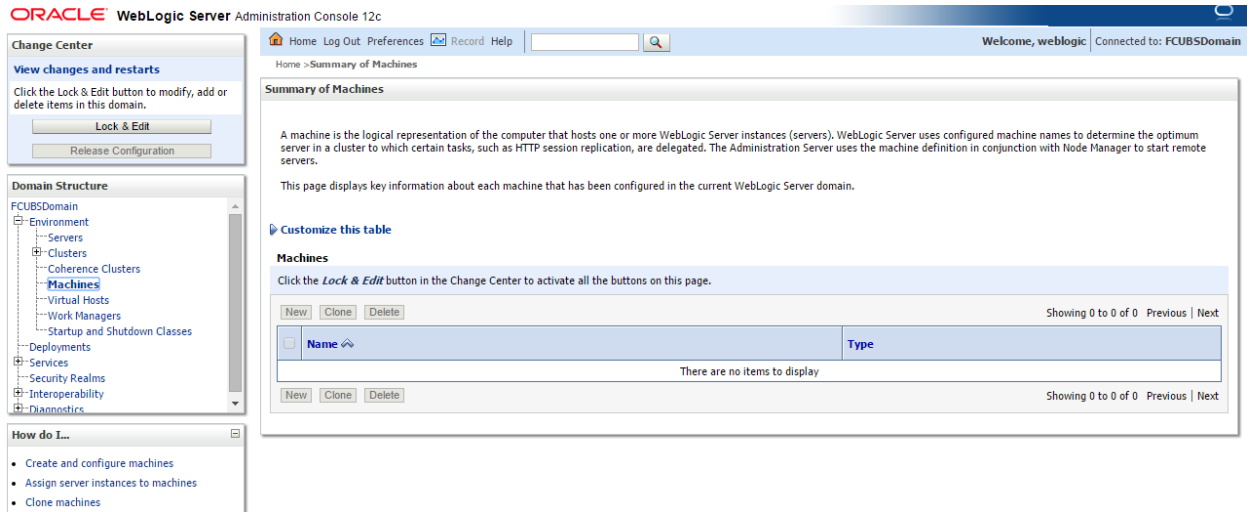 ORACLE WebLogic Server Administration Console 12c
Change Center
View changes and restarts
Click the Lock & Edit button to modify, add or
delete items in this domain.
Lock & Edit
Release Configuration
Domain Structure
FCUBSDomain
Environment
Servers
Clusters
Coherence Clusters
Machines
Virtual Hosts
Work Managers
Startup and Shutdown Classes
Deployments
Services
Security Realms
Interoperability
Diagnostics
How do I...
Create and configure machines
Assign server instances to machines
Clone machines
Home Log Out Preferences Record Help
Welcome, weblogic Connected to: FCUBSDomain
Home >Summary of Machines
Summary of Machines
A machine is the logical representation of the computer that hosts one or more WebLogic Server instances (servers). WebLogic Server uses configured machine names to determine the optimum
server in a cluster to which certain tasks, such as HTTP session replication, are delegated. The Administration Server uses the machine definition in conjunction with Node Manager to start remote
servers.
This page displays key information about each machine that has been configured in the current WebLogic Server domain.
Customize this table
Machines
Click the Lock & Edit button in the Change Center to activate all the buttons on this page.
New Clone Delete Showing 0 to 0 of 0 Previous | Next
Name Type
There are no items to display
New Clone Delete Showing 0 to 0 of 0 Previous | Next